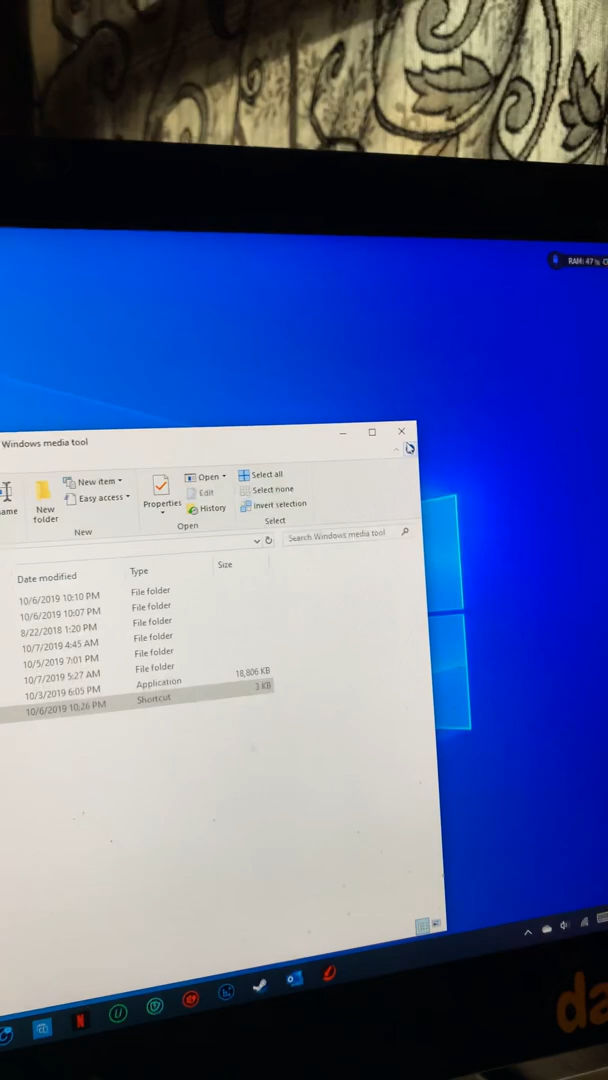 RAM: 47%
Windows media tool
ame
New folder
New item
Easy access
New
Properties
Open
Edit
History
Open
Select all
Select none
Invert selection
Select
Search Windows media tool
Date modified Type Size
10/6/2019 10:10 PM File folder
10/6/2019 10:07 PM File folder
8/22/2018 1:20 PM File folder
10/7/2019 4:45 AM File folder
10/5/2019 7:01 PM File folder
10/7/2019 5:27 AM File folder
10/3/2019 6:05 PM Application 18,806 KB
10/6/2019 10:26 PM Shortcut 3 KB
da